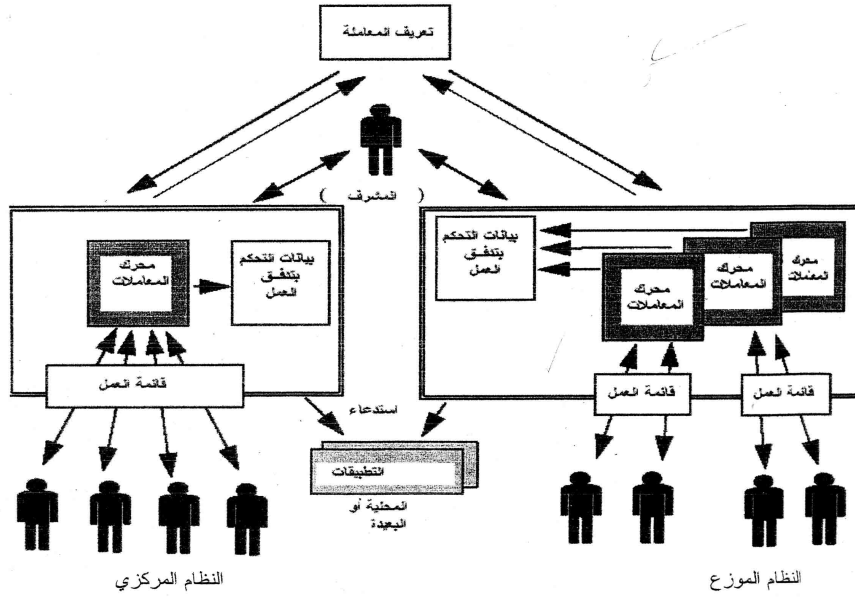 تعريف المعاملة
( المشرف )
بيانات التحكم
بتدفق
العمل
محرك
المعاملات
محرك
المعاملات
محرك
المعاملات
محرك
المعاملات
بيانات التحكم
بتدفق
العمل
قائمة العمل
قائمة العمل
قائمة العمل
استدعاء
التطبيقات
المحلية أو
البعيدة
النظام المركزي
النظام الموزع